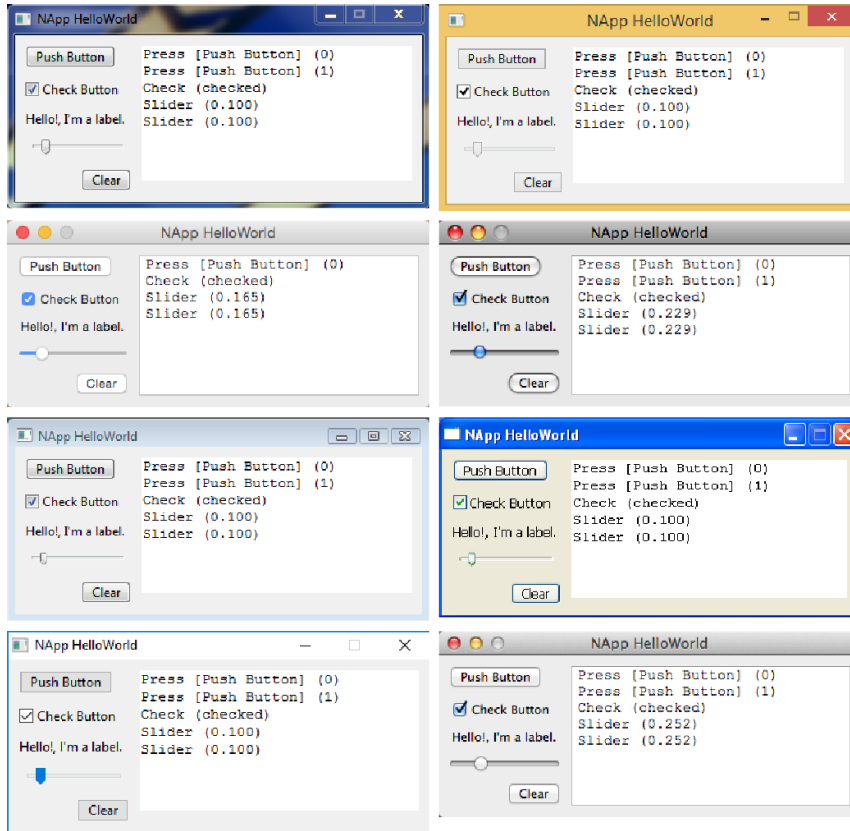 NApp HelloWorld
Push Button
Check Button
Hello!, I'm a label.
Clear
Press [Push Button] (0)
Press [Push Button] (1)
Check (checked)
Slider (0.100)
Slider (0.100)
NApp HelloWorld
Push Button
Check Button
Hello!, I'm a label.
Clear
Press [Push Button] (0)
Press [Push Button] (1)
Check (checked)
Slider (0.100)
Slider (0.100)
NApp HelloWorld
Push Button
Check Button
Hello!, I'm a label.
Clear
Press [Push Button] (0)
Check (checked)
Slider (0.165)
Slider (0.165)
NApp HelloWorld
Push Button
Check Button
Hello!, I'm a label.
Clear
Press [Push Button] (0)
Press [Push Button] (1)
Check (checked)
Slider (0.229)
Slider (0.229)
NApp HelloWorld
Push Button
Check Button
Hello!, I'm a label.
Clear
Press [Push Button] (0)
Press [Push Button] (1)
Check (checked)
Slider (0.100)
Slider (0.100)
NApp HelloWorld
Push Button
Check Button
Hello!, I'm a label.
Clear
Press [Push Button] (0)
Press [Push Button] (1)
Check (checked)
Slider (0.100)
Slider (0.100)
NApp HelloWorld
Push Button
Check Button
Hello!, I'm a label.
Clear
Press [Push Button] (0)
Press [Push Button] (1)
Check (checked)
Slider (0.100)
Slider (0.100)
NApp HelloWorld
Push Button
Check Button
Hello!, I'm a label.
Clear
Press [Push Button] (0)
Press [Push Button] (1)
Check (checked)
Slider (0.252)
Slider (0.252)